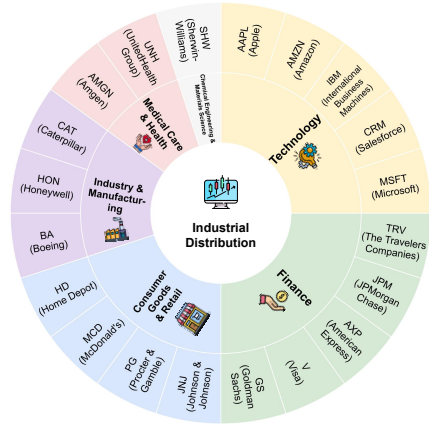 Industrial
Distribution
Technology
AAPL
(Apple)
AMZN
(Amazon)
IBM
(International
Business
Machines)
CRM
(Salesforce)
MSFT
(Microsoft)
Finance
TRV
(The Travelers
Companies)
JPM
(JPMorgan
Chase)
AXP
(American
Express)
V
(Visa)
GS
(Goldman
Sachs)
Consumer
Goods
& Retail
JNJ
(Johnson &
Johnson)
PG
(Procter &
Gamble)
MCD
(McDonald's)
HD
(Home Depot)
Industry &
Manufactur-
ing
BA
(Boeing)
HON
(Honeywell)
CAT
(Caterpillar)
Medical Care
& Health
AMGN
(Amgen)
UNH
(UnitedHealth
Group)
Chemical Engineering &
Materials Science
SHW
(Sherwin-
Williams)